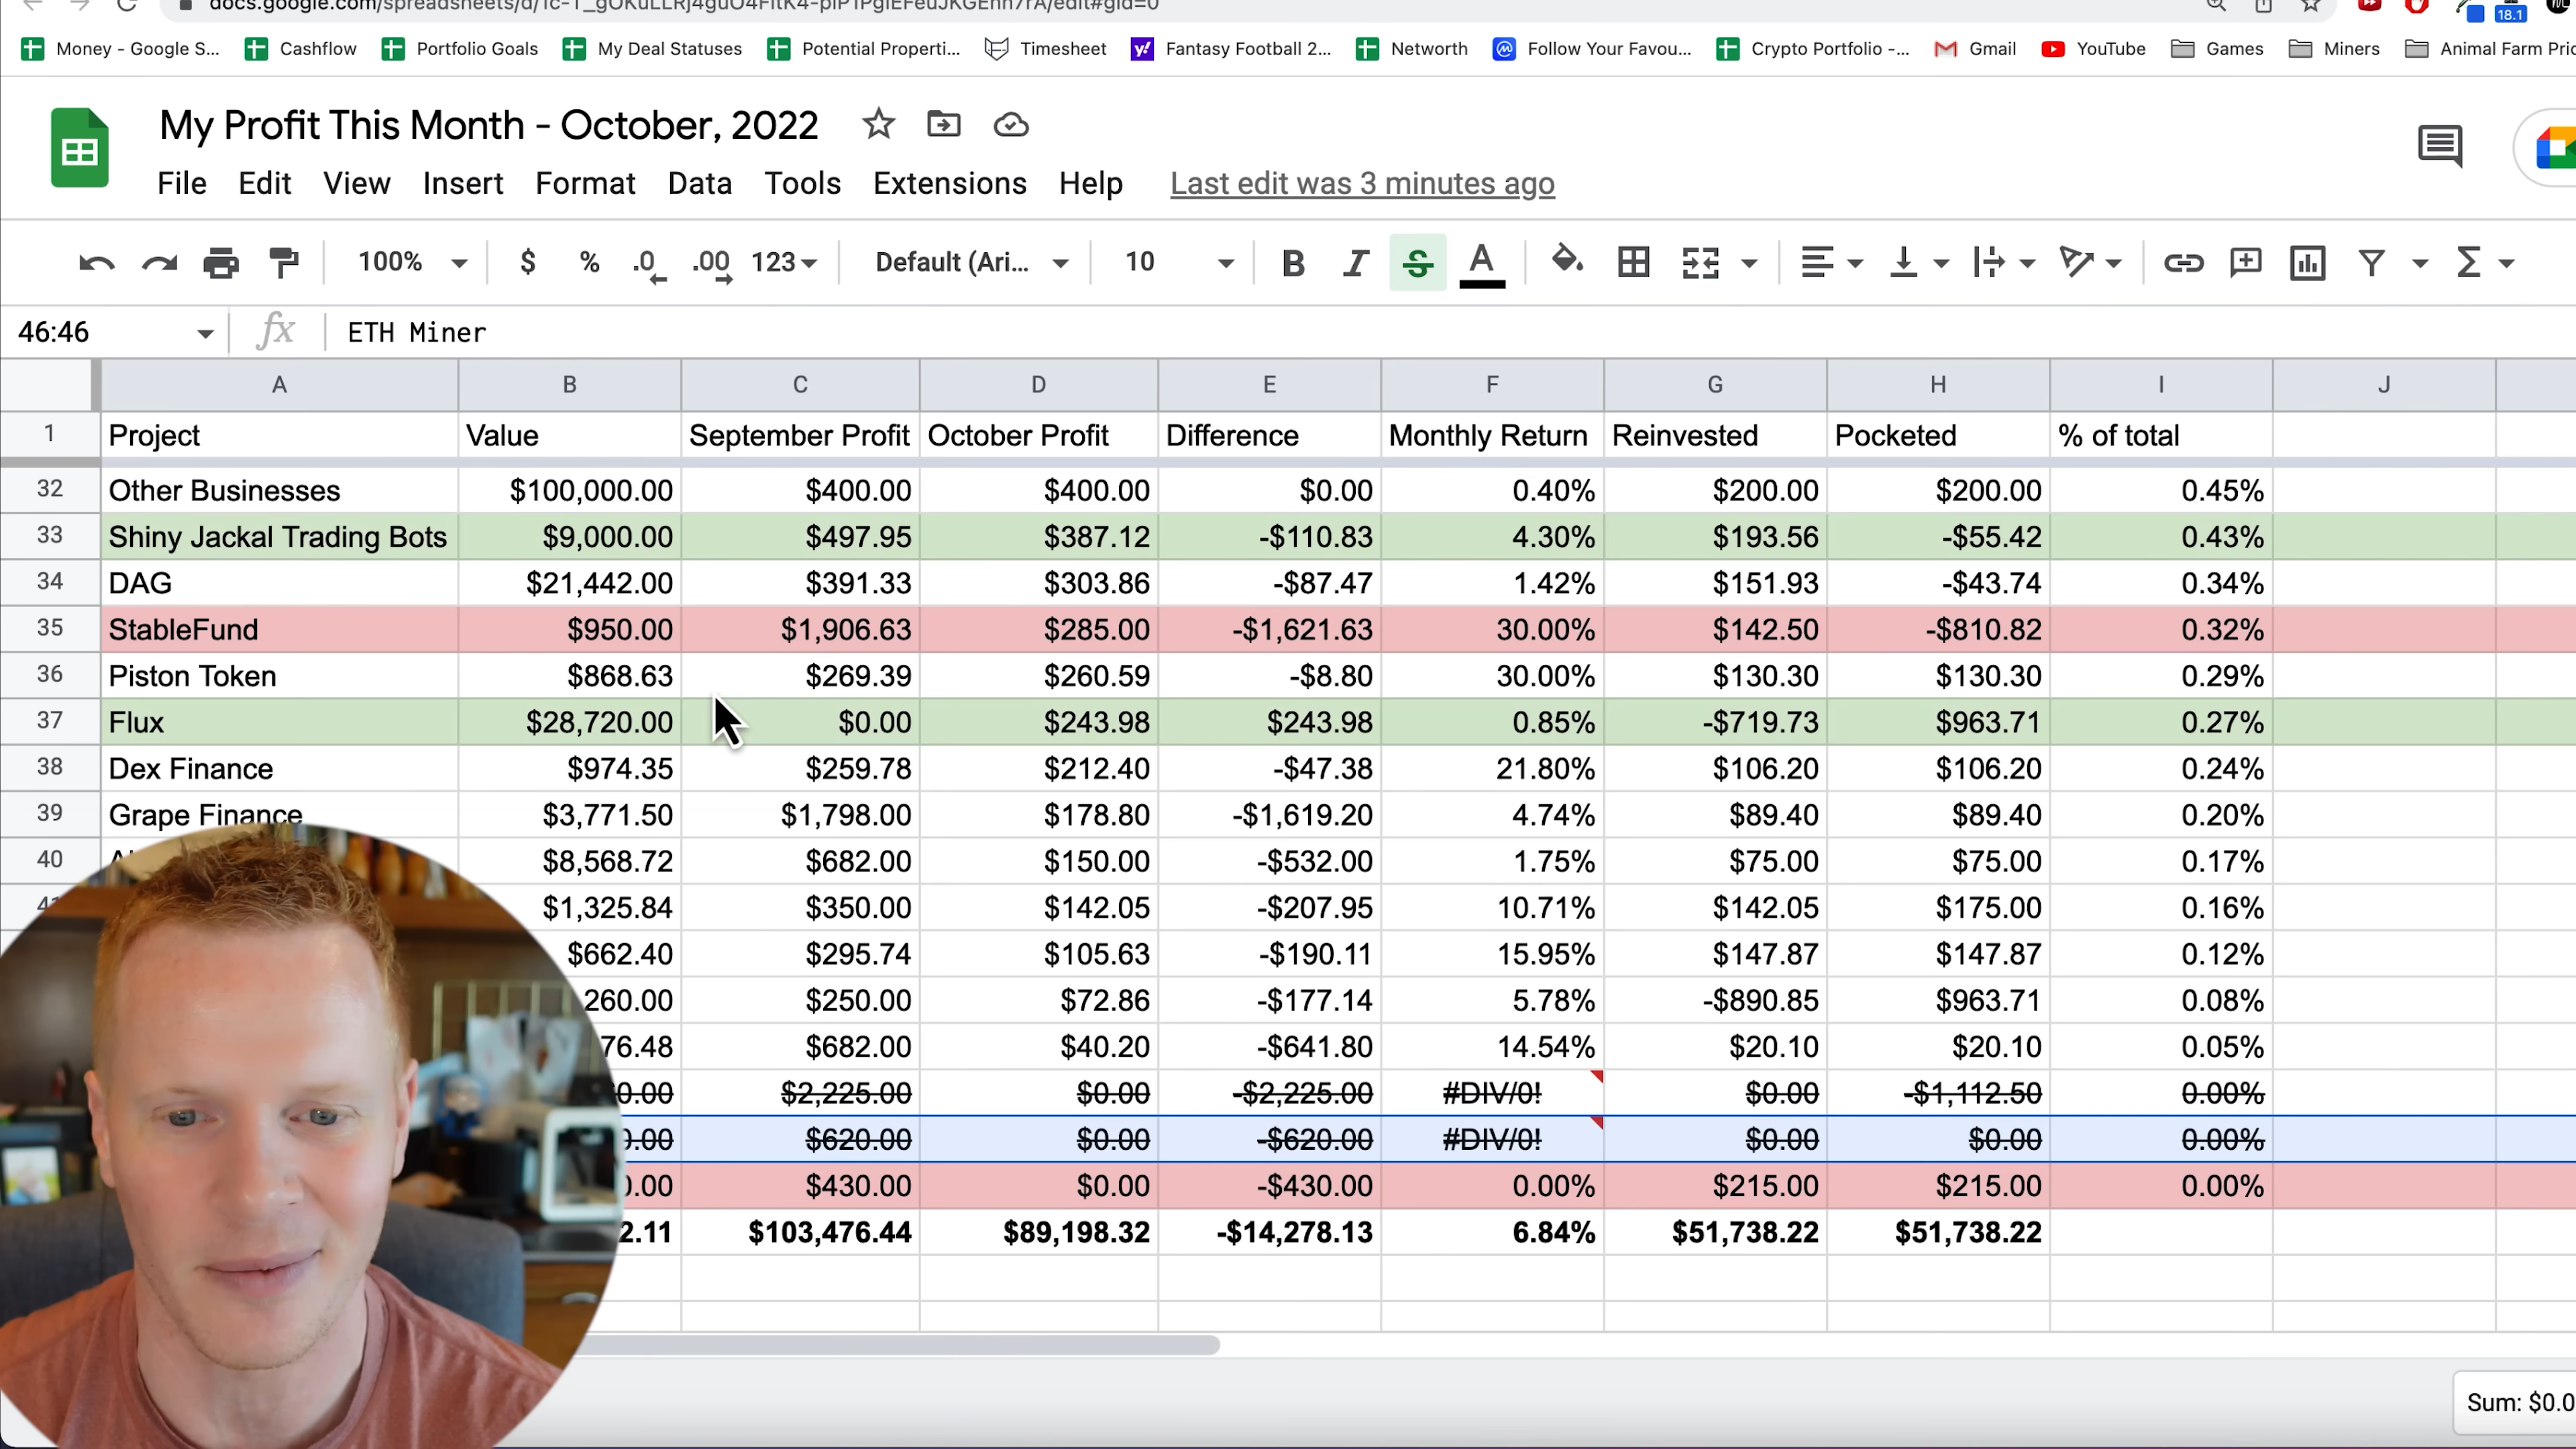 Money - Google S... Cashflow Portfolio Goals My Deal Statuses Potential Properti... Timesheet Fantasy Football 2... Networth Follow Your Favou... Crypto Portfolio -... Gmail YouTube Games Miners Animal Farm Pric
18.1
My Profit This Month - October, 2022
File Edit View Insert Format Data Tools Extensions Help Last edit was 3 minutes ago
100% $ % .0 .00 123 Default (Ari... 10 B I S A
46:46 fx ETH Miner
A B C D E F G H I J
1 Project Value September Profit October Profit Difference Monthly Return Reinvested Pocketed % of total
32 Other Businesses $100,000.00 $400.00 $400.00 $0.00 0.40% $200.00 $200.00 0.45%
33 Shiny Jackal Trading Bots $9,000.00 $497.95 $387.12 -$110.83 4.30% $193.56 -$55.42 0.43%
34 DAG $21,442.00 $391.33 $303.86 -$87.47 1.42% $151.93 -$43.74 0.34%
35 StableFund $950.00 $1,906.63 $285.00 -$1,621.63 30.00% $142.50 -$810.82 0.32%
36 Piston Token $868.63 $269.39 $260.59 -$8.80 30.00% $130.30 $130.30 0.29%
37 Flux $28,720.00 $0.00 $243.98 $243.98 0.85% -$719.73 $963.71 0.27%
38 Dex Finance $974.35 $259.78 $212.40 -$47.38 21.80% $106.20 $106.20 0.24%
39 Grape Finance $3,771.50 $1,798.00 $178.80 -$1,619.20 4.74% $89.40 $89.40 0.20%
40 $8,568.72 $682.00 $150.00 -$532.00 1.75% $75.00 $75.00 0.17%
$1,325.84 $350.00 $142.05 -$207.95 10.71% $142.05 $175.00 0.16%
$662.40 $295.74 $105.63 -$190.11 15.95% $147.87 $147.87 0.12%
260.00 $250.00 $72.86 -$177.14 5.78% -$890.85 $963.71 0.08%
76.48 $682.00 $40.20 -$641.80 14.54% $20.10 $20.10 0.05%
0.00 $2,225.00 $0.00 -$2,225.00 #DIV/0! $0.00 -$1,112.50 0.00%
0.00 $620.00 $0.00 -$620.00 #DIV/0! $0.00 $0.00 0.00%
0.00 $430.00 $0.00 -$430.00 0.00% $215.00 $215.00 0.00%
2.11 $103,476.44 $89,198.32 -$14,278.13 6.84% $51,738.22 $51,738.22
Sum: $0.0